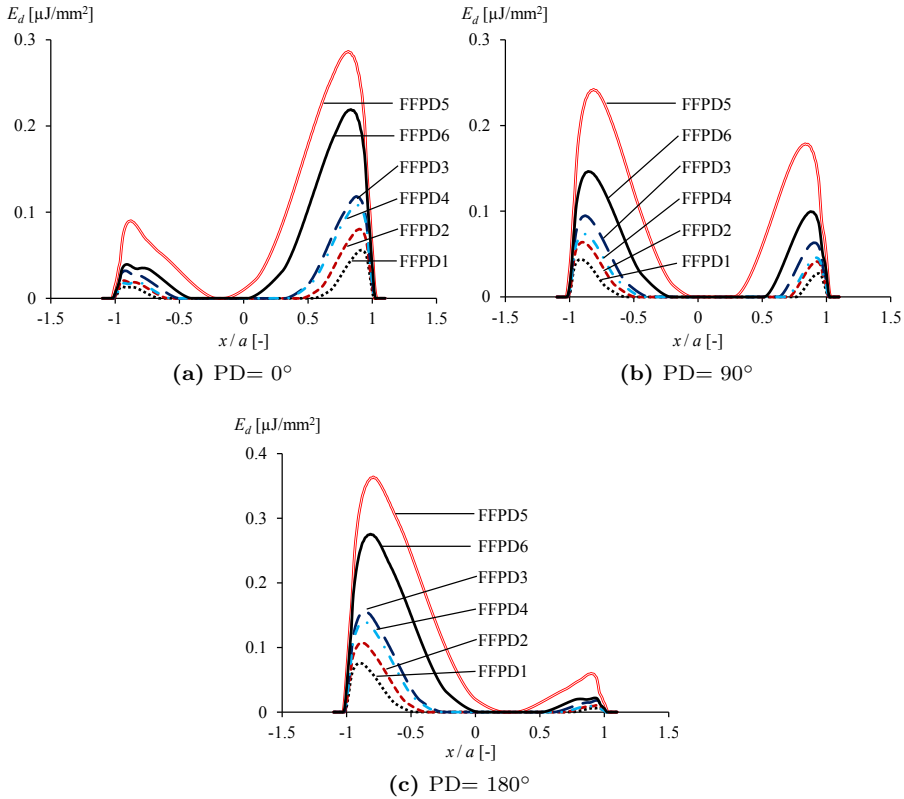 E_d [µJ/mm²]
0.3
0.2
0.1
0
-1.5 -1 -0.5 0 0.5 1 1.5
x / a [-]
FFPD5
FFPD6
FFPD3
FFPD4
FFPD2
FFPD1
(a) PD= 0°
E_d [µJ/mm²]
0.3
0.2
0.1
0
-1.5 -1 -0.5 0 0.5 1 1.5
x / a [-]
FFPD5
FFPD6
FFPD3
FFPD4
FFPD2
FFPD1
(b) PD= 90°
E_d [µJ/mm²]
0.4
0.3
0.2
0.1
0
-1.5 -1 -0.5 0 0.5 1 1.5
x / a [-]
FFPD5
FFPD6
FFPD3
FFPD4
FFPD2
FFPD1
(c) PD= 180°